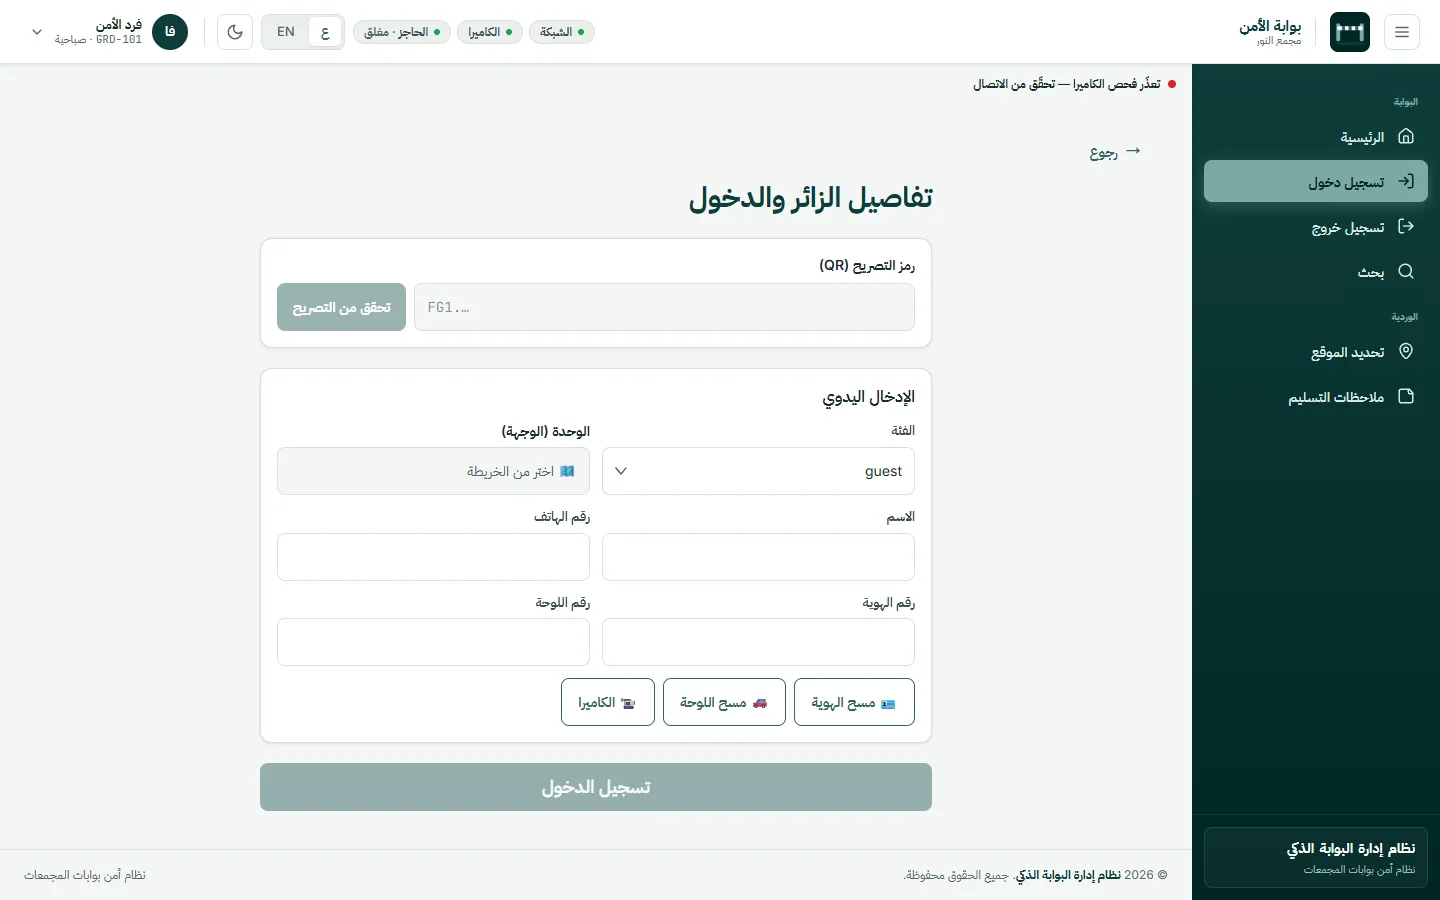 بوابة الأمن
مجمع النور
الشبكة
الكاميرا
الحاجز · مغلق
ع
EN
فا
فرد الأمن
GRD-101 · صباحية
البوابة
الرئيسية
تسجيل دخول
تسجيل خروج
بحث
الوردية
تحديد الموقع
ملاحظات التسليم
نظام إدارة البوابة الذكي
نظام أمن بوابات المجمعات
تعذّر فحص الكاميرا — تحقّق من الاتصال
→ رجوع
تفاصيل الزائر والدخول
رمز التصريح (QR)
FG1.…
تحقق من التصريح
الإدخال اليدوي
الفئة
الوحدة (الوجهة)
guest
اختر من الخريطة
الاسم
رقم الهاتف
رقم الهوية
رقم اللوحة
مسح الهوية
مسح اللوحة
الكاميرا
تسجيل الدخول
© 2026 نظام إدارة البوابة الذكي. جميع الحقوق محفوظة.
نظام أمن بوابات المجمعات